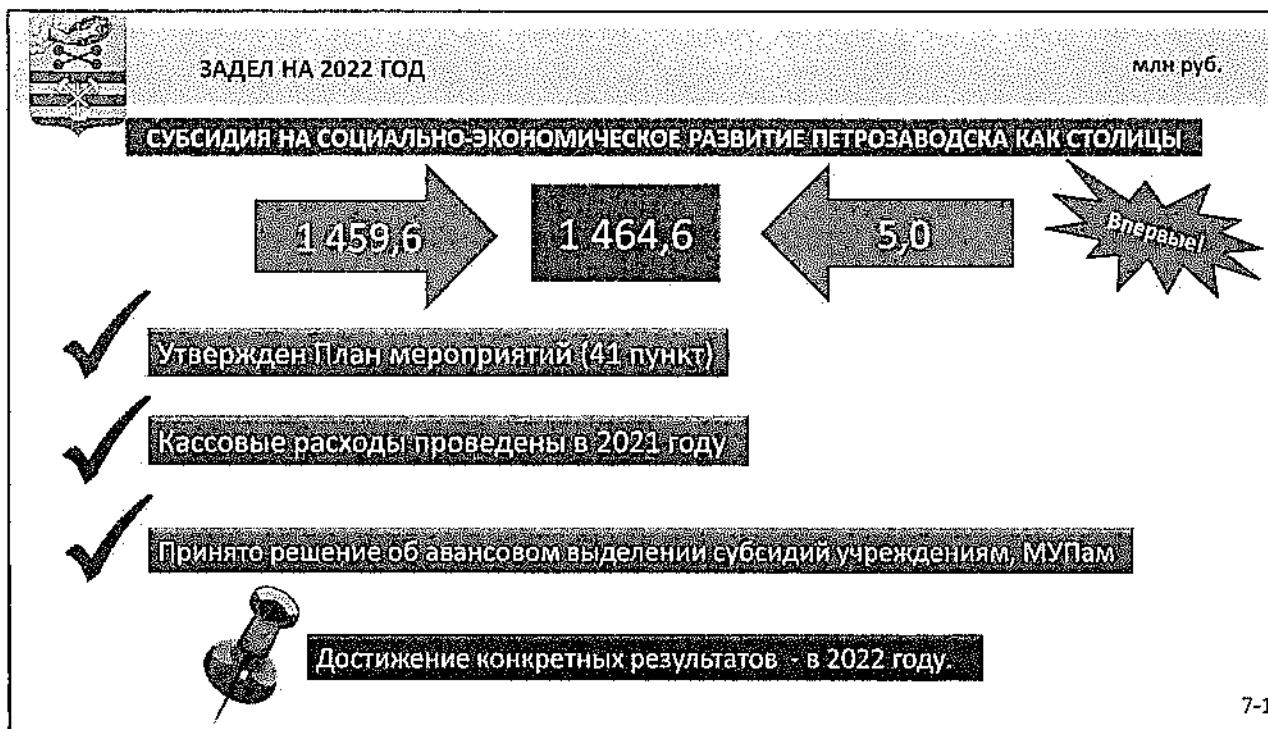 ЗАДЕЛ НА 2022 ГОД
млн руб.
СУБСИДИЯ НА СОЦИАЛЬНО-ЭКОНОМИЧЕСКОЕ РАЗВИТИЕ ПЕТРОЗАВОДСКА КАК СТОЛИЦЫ
1 459,6
1 464,6
5,0
Впервые!
Утвержден План мероприятий (41 пункт)
Кассовые расходы проведены в 2021 году
Принято решение об авансовом выделении субсидий учреждениям, МУПам
Достижение конкретных результатов - в 2022 году.
7-1